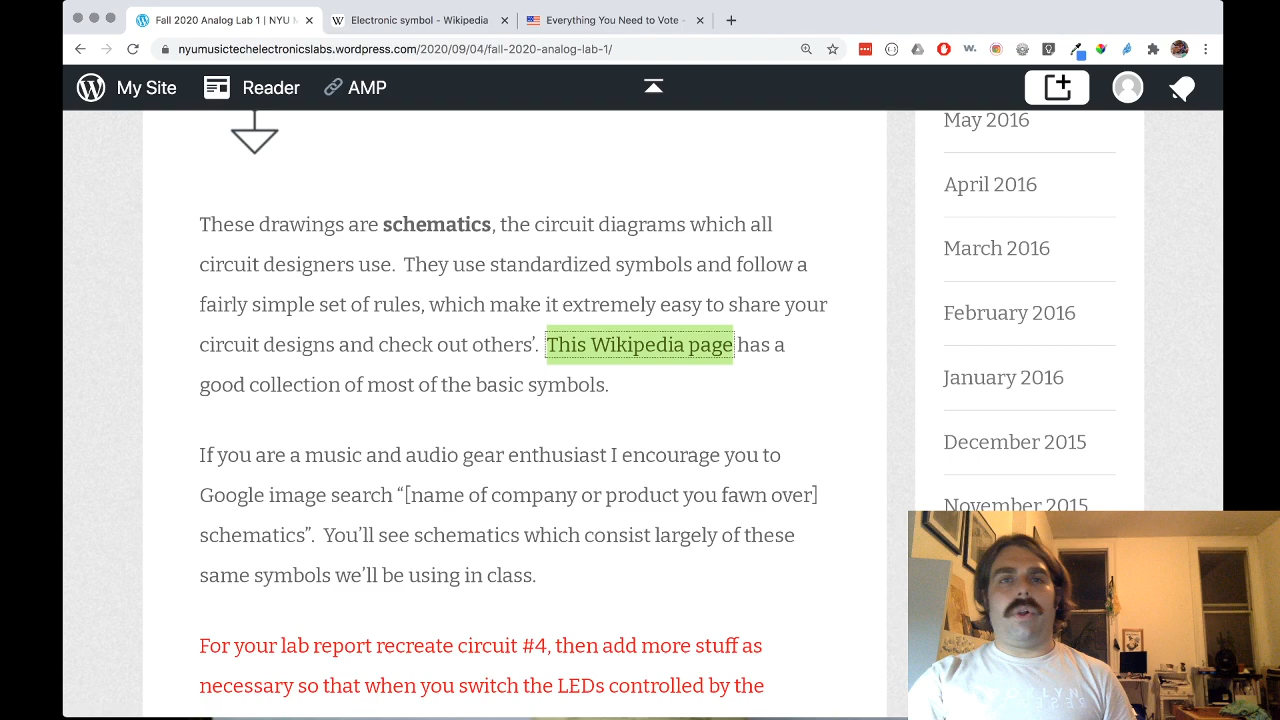 Fall 2020 Analog Lab 1 | NYU M
Electronic symbol - Wikipedia
Everything You Need to Vote -
nyumusictechelectronicslabs.wordpress.com/2020/09/04/fall-2020-analog-lab-1/
My Site
Reader
AMP
These drawings are schematics, the circuit diagrams which all
circuit designers use. They use standardized symbols and follow a
fairly simple set of rules, which make it extremely easy to share your
circuit designs and check out others’. This Wikipedia page has a
good collection of most of the basic symbols.
If you are a music and audio gear enthusiast I encourage you to
Google image search “[name of company or product you fawn over]
schematics”. You’ll see schematics which consist largely of these
same symbols we’ll be using in class.
For your lab report recreate circuit #4, then add more stuff as
necessary so that when you switch the LEDs controlled by the
May 2016
April 2016
March 2016
February 2016
January 2016
December 2015
November 2015